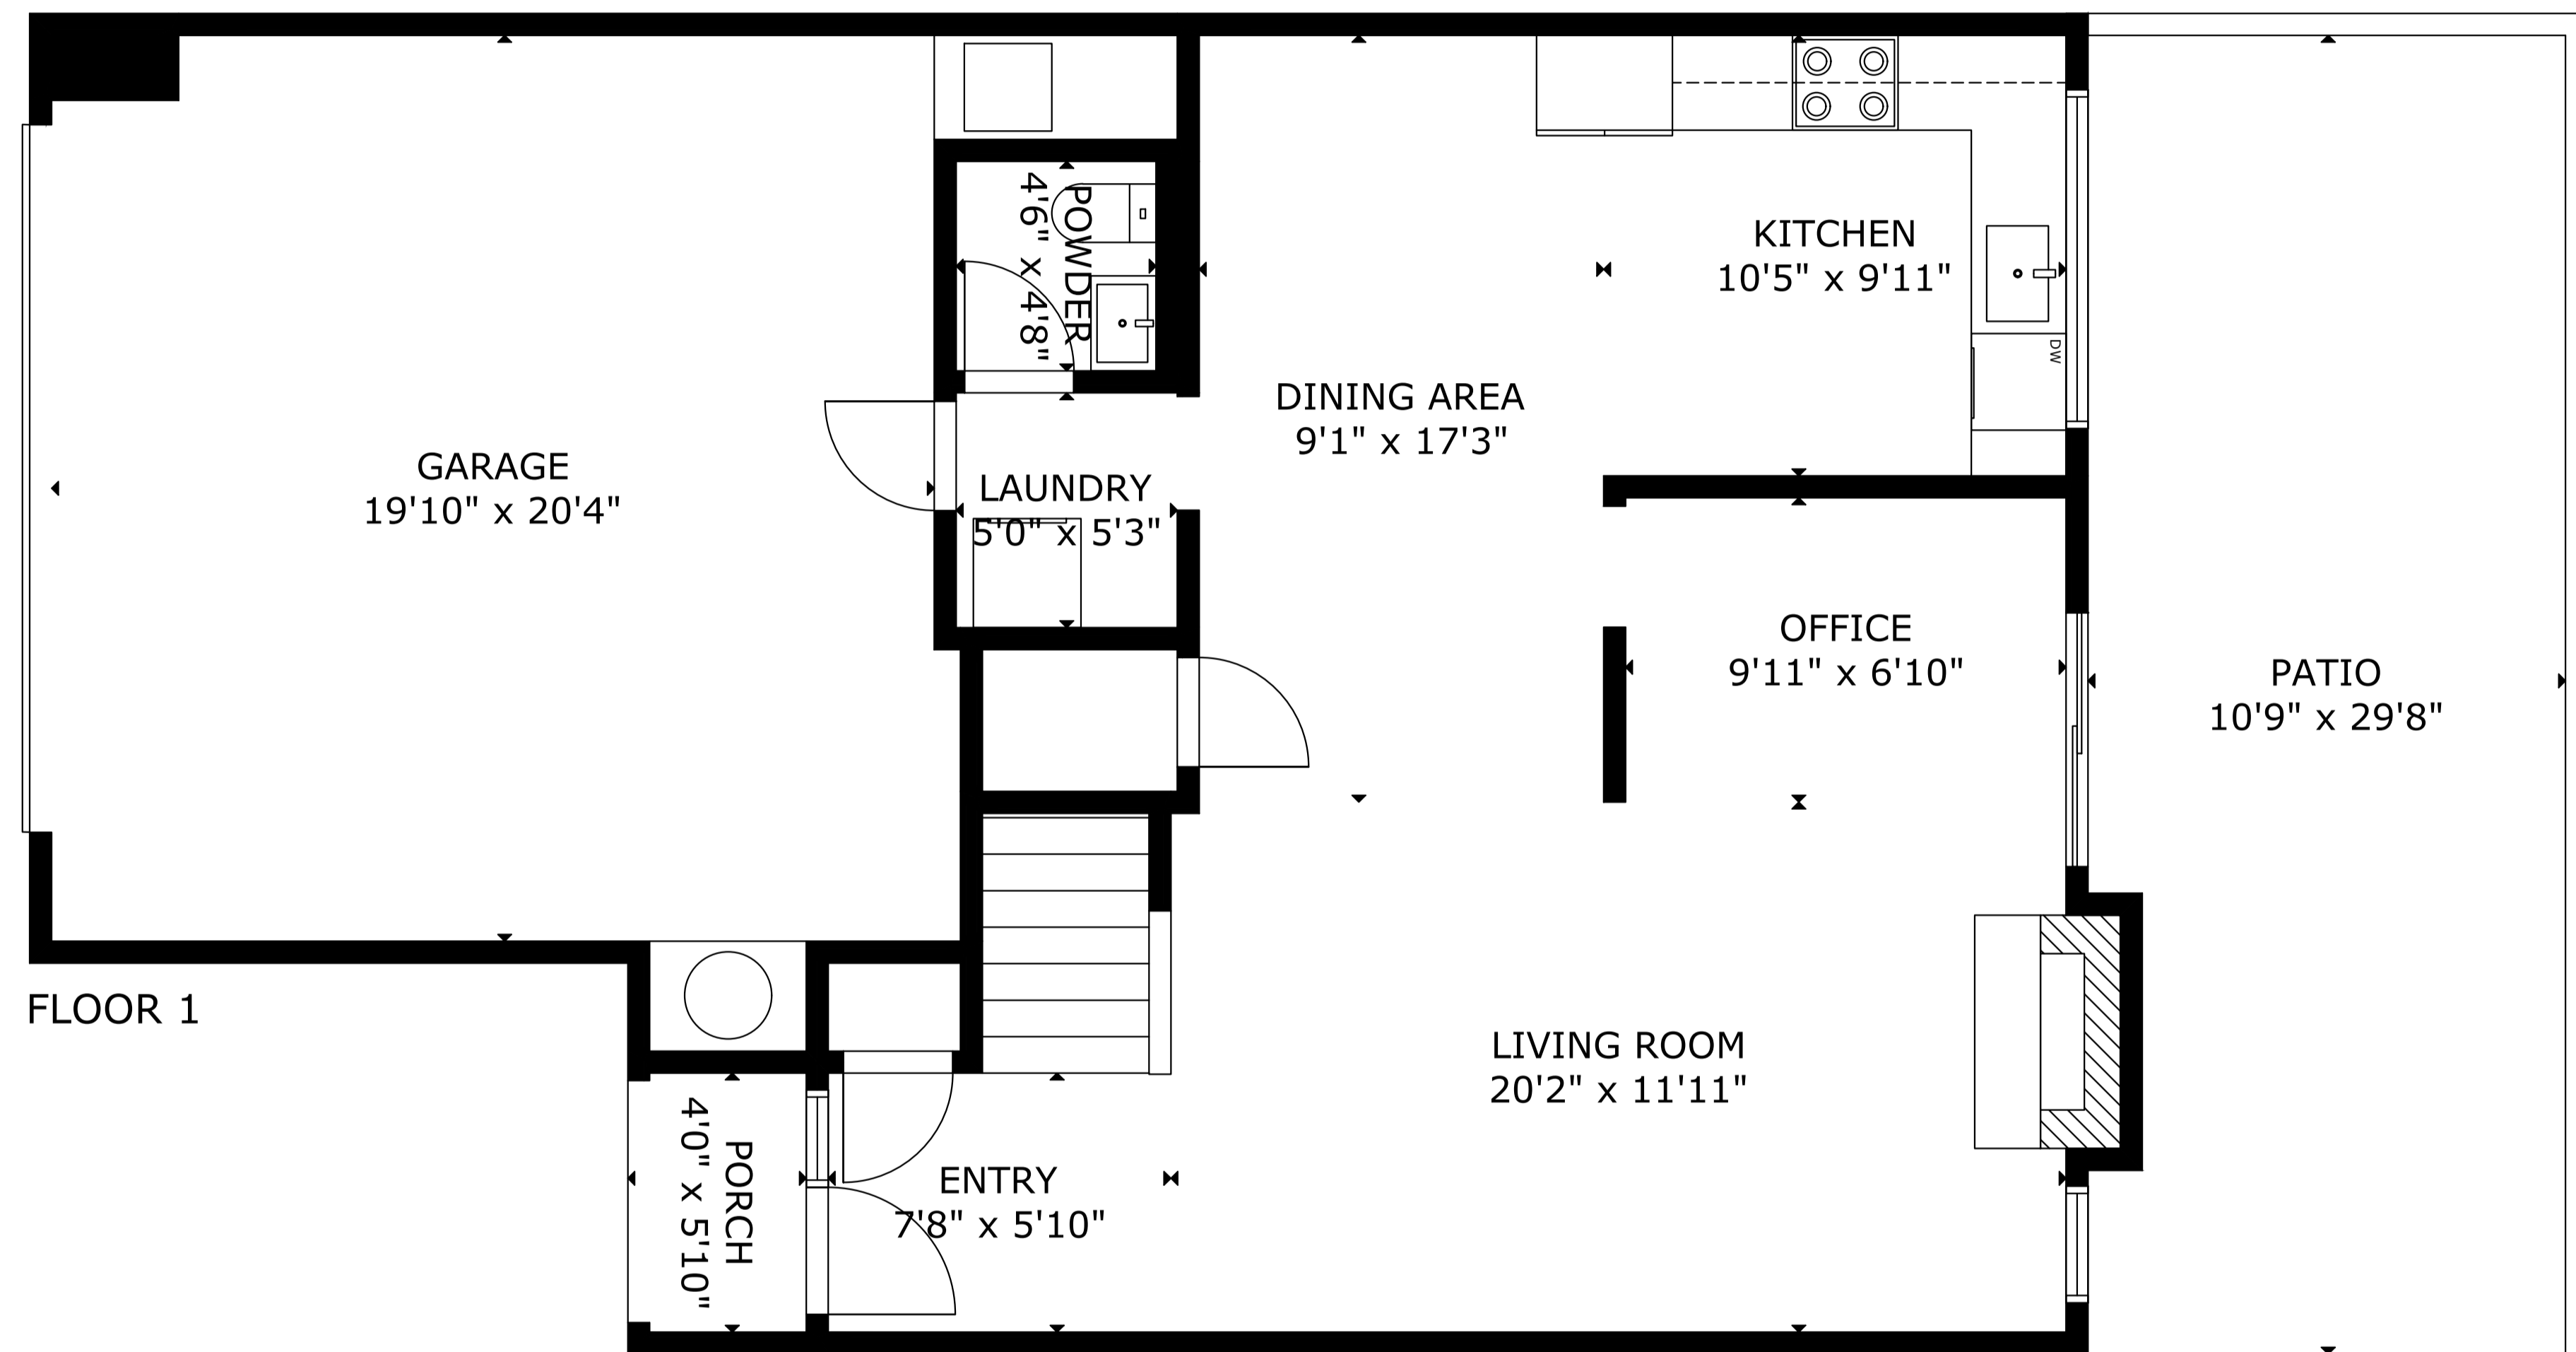 POWDER
4'6" x 4'8"
KITCHEN
10'5" x 9'11"
DW
DINING AREA
9'1" x 17'3"
GARAGE
19'10" x 20'4"
LAUNDRY
5'0" x 5'3"
OFFICE
9'11" x 6'10"
PATIO
10'9" x 29'8"
FLOOR 1
LIVING ROOM
20'2" x 11'11"
PORCH
4'0" x 5'10"
ENTRY
7'8" x 5'10"